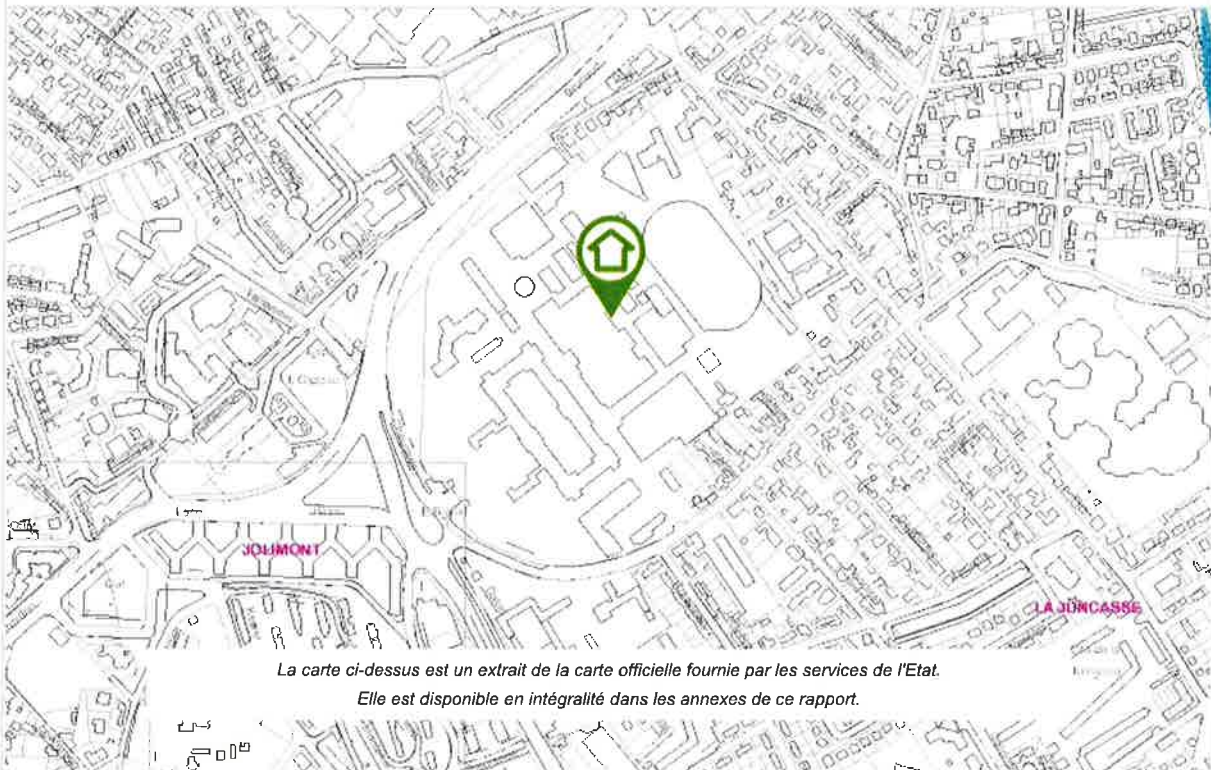 JOLIMONT
LA JUNCASSE
La carte ci-dessus est un extrait de la carte officielle fournie par les services de l'Etat.
Elle est disponible en intégralité dans les annexes de ce rapport.